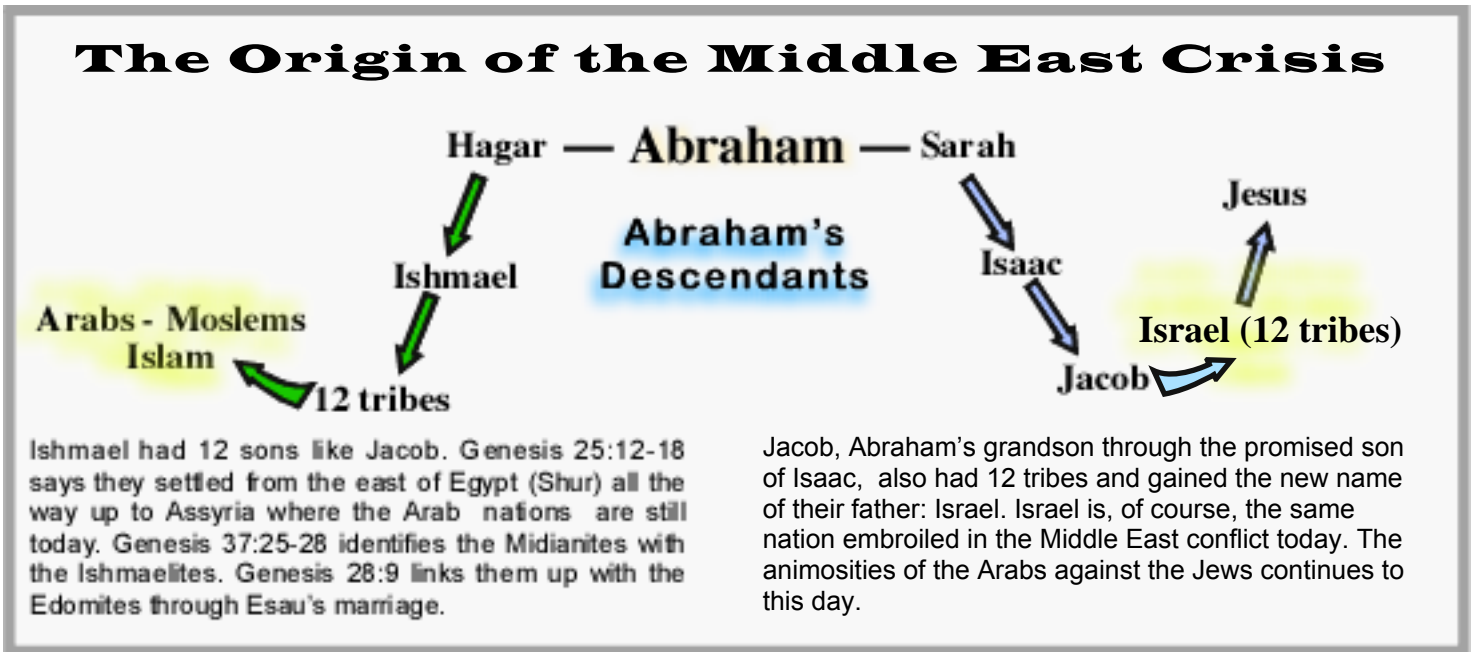 The Origin of the Middle East Crisis
Hagar — Abraham — Sarah
Jesus
Abraham's
Descendants
Ishmael
Isaac
Arabs - Moslems
Islam
Israel (12 tribes)
Jacob
12 tribes
Ishmael had 12 sons like Jacob. Genesis 25:12-18
says they settled from the east of Egypt (Shur) all the
way up to Assyria where the Arab nations are still
today. Genesis 37:25-28 identifies the Midianites with
the Ishmaelites. Genesis 28:9 links them up with the
Edomites through Esau's marriage.
Jacob, Abraham's grandson through the promised son
of Isaac, also had 12 tribes and gained the new name
of their father: Israel. Israel is, of course, the same
nation embroiled in the Middle East conflict today. The
animosities of the Arabs against the Jews continues to
this day.